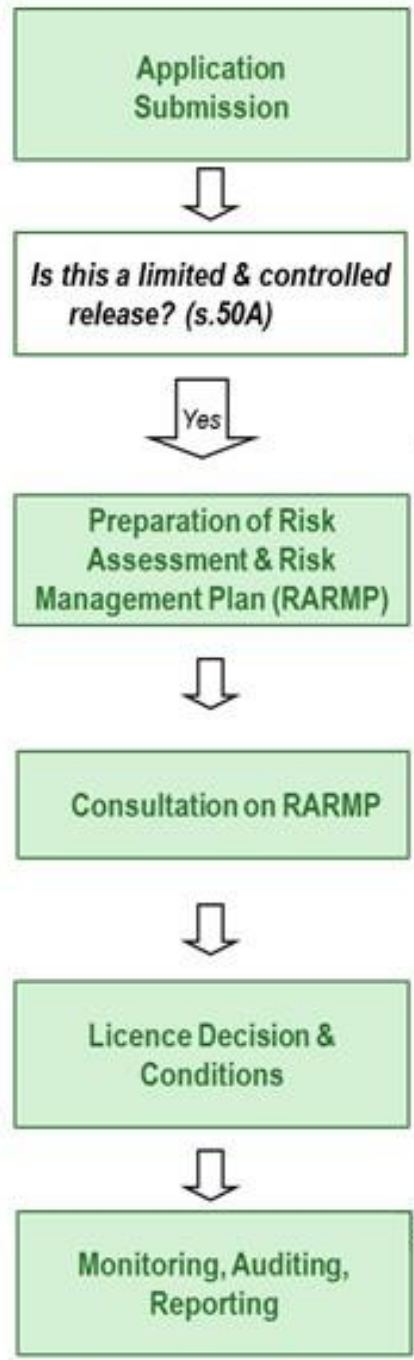 Application
Submission
Is this a limited & controlled
release? (s.50A)
Yes
Preparation of Risk
Assessment & Risk
Management Plan (RARMP)
Consultation on RARMP
Licence Decision &
Conditions
Monitoring, Auditing,
Reporting